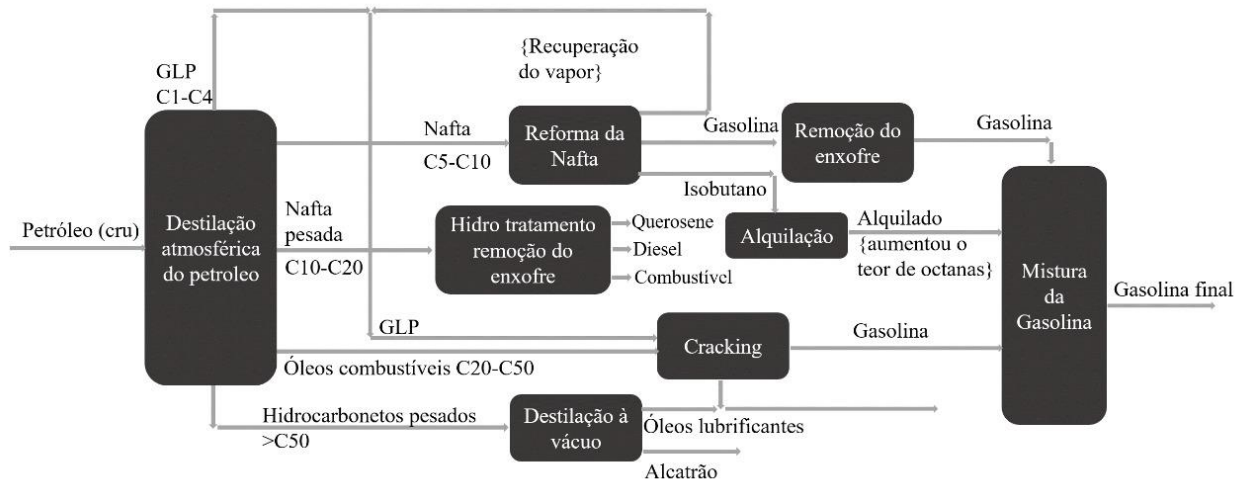 {Recuperação
do vapor}
GLP
C1-C4
Nafta
C5-C10
Reforma da
Nafta
Gasolina
Remoção do
enxofre
Gasolina
Isobutano
Petróleo (cru)
Destilação
atmosférica
do petroleo
Nafta
pesada
C10-C20
Hidro tratamento
remoção do
enxofre
Querosene
Diesel
Combustível
Alquilação
Alquilado
{aumentou o
teor de octanas}
Mistura
da
Gasolina
Gasolina final
GLP
Cracking
Gasolina
Óleos combustíveis C20-C50
Hidrocarbonetos pesados
>C50
Destilação à
vácuo
Óleos lubrificantes
Alcatrão